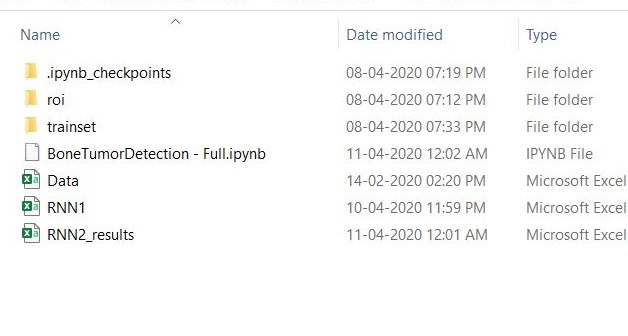 Name Date modified Type
.ipynb_checkpoints 08-04-2020 07:19 PM File folder
roi 08-04-2020 07:12 PM File folder
trainset 08-04-2020 07:33 PM File folder
BoneTumorDetection - Full.ipynb 11-04-2020 12:02 AM IPYNB File
Data 14-02-2020 02:20 PM Microsoft Excel
RNN1 10-04-2020 11:59 PM Microsoft Excel
RNN2_results 11-04-2020 12:01 AM Microsoft Excel